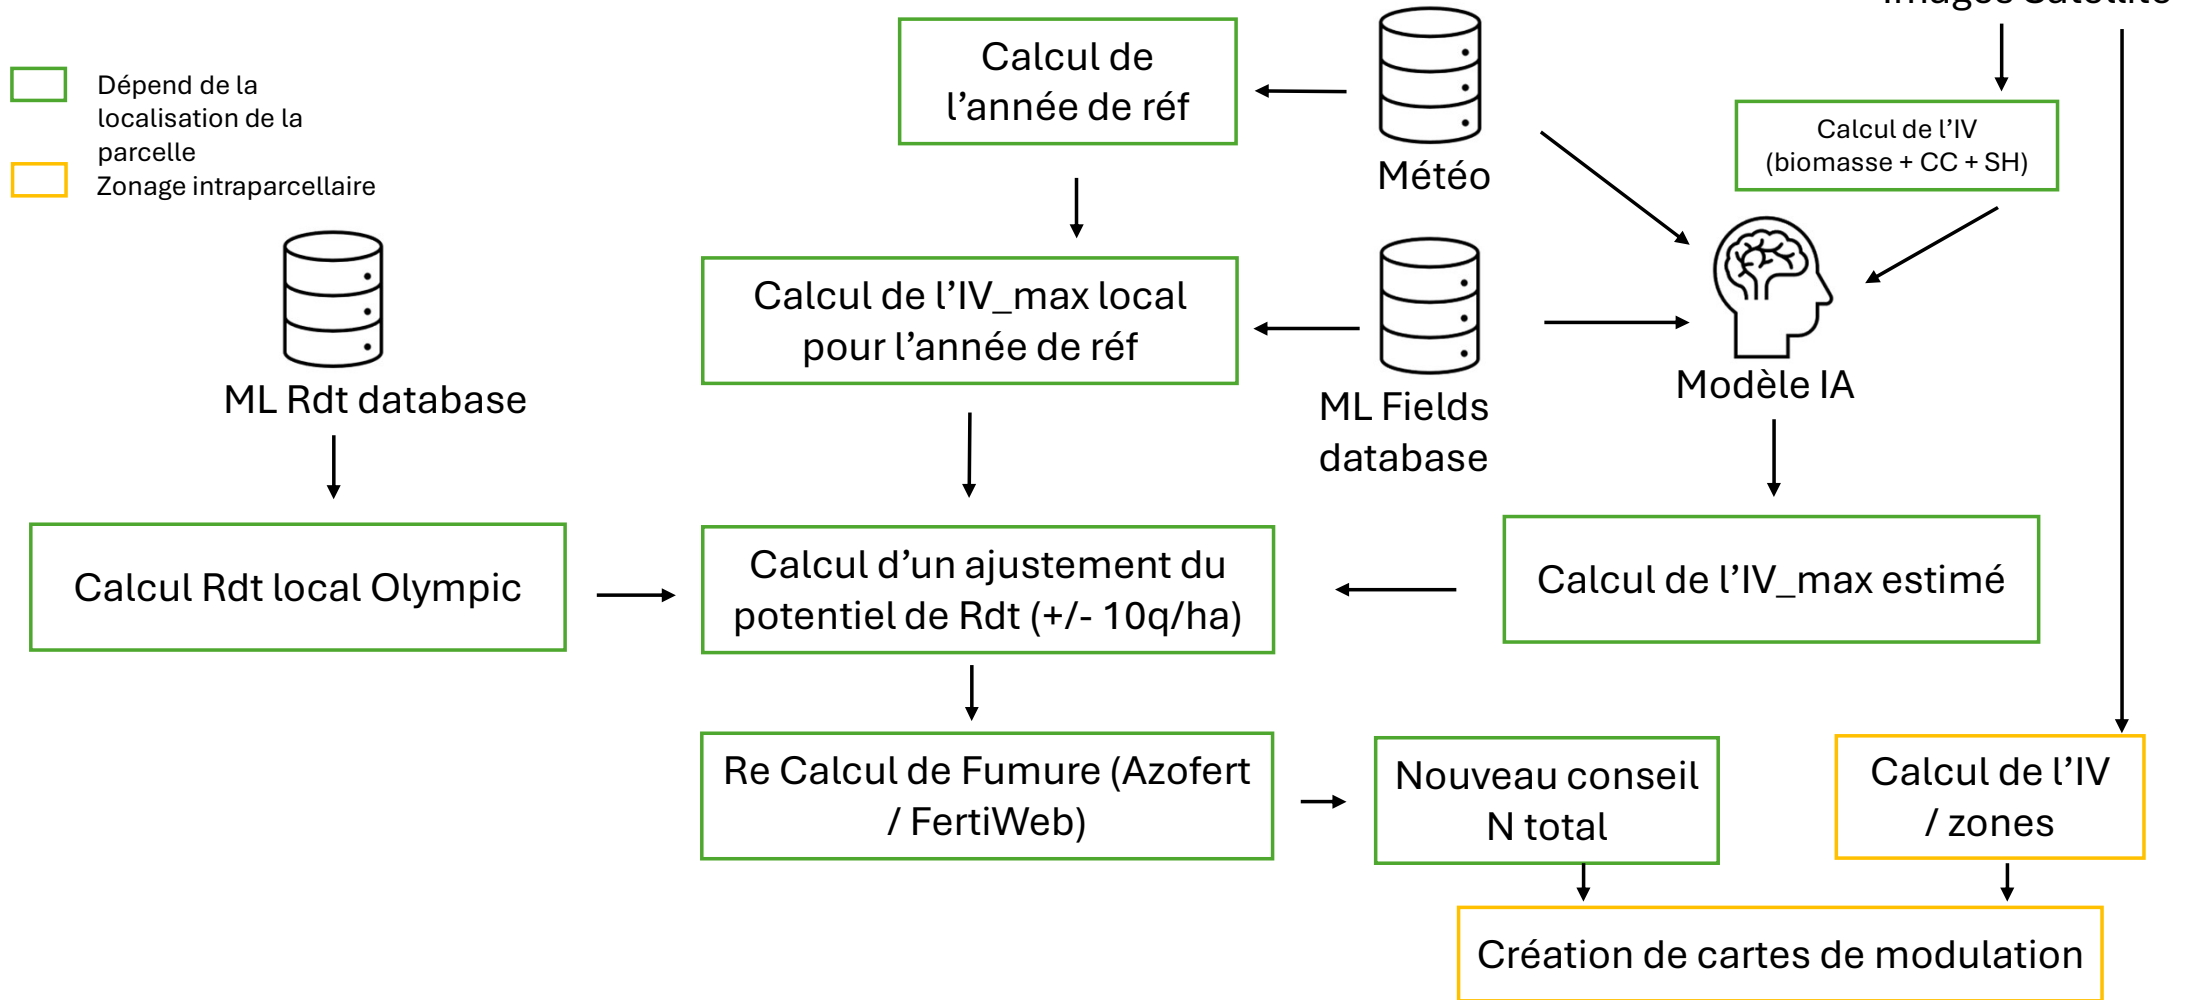 Images Satellite
Calcul de
l'année de réf
Dépend de la
localisation de la
parcelle
Zonage intraparcellaire
Météo
Calcul de l'IV
(biomasse + CC + SH)
Calcul de l'IV_max local
pour l'année de réf
ML Rdt database
ML Fields
database
Modèle IA
Calcul Rdt local Olympic
Calcul d'un ajustement du
potentiel de Rdt (+/- 10q/ha)
Calcul de l'IV_max estimé
Re Calcul de Fumure (Azofert
/ FertiWeb)
Nouveau conseil
N total
Calcul de l'IV
/ zones
Création de cartes de modulation